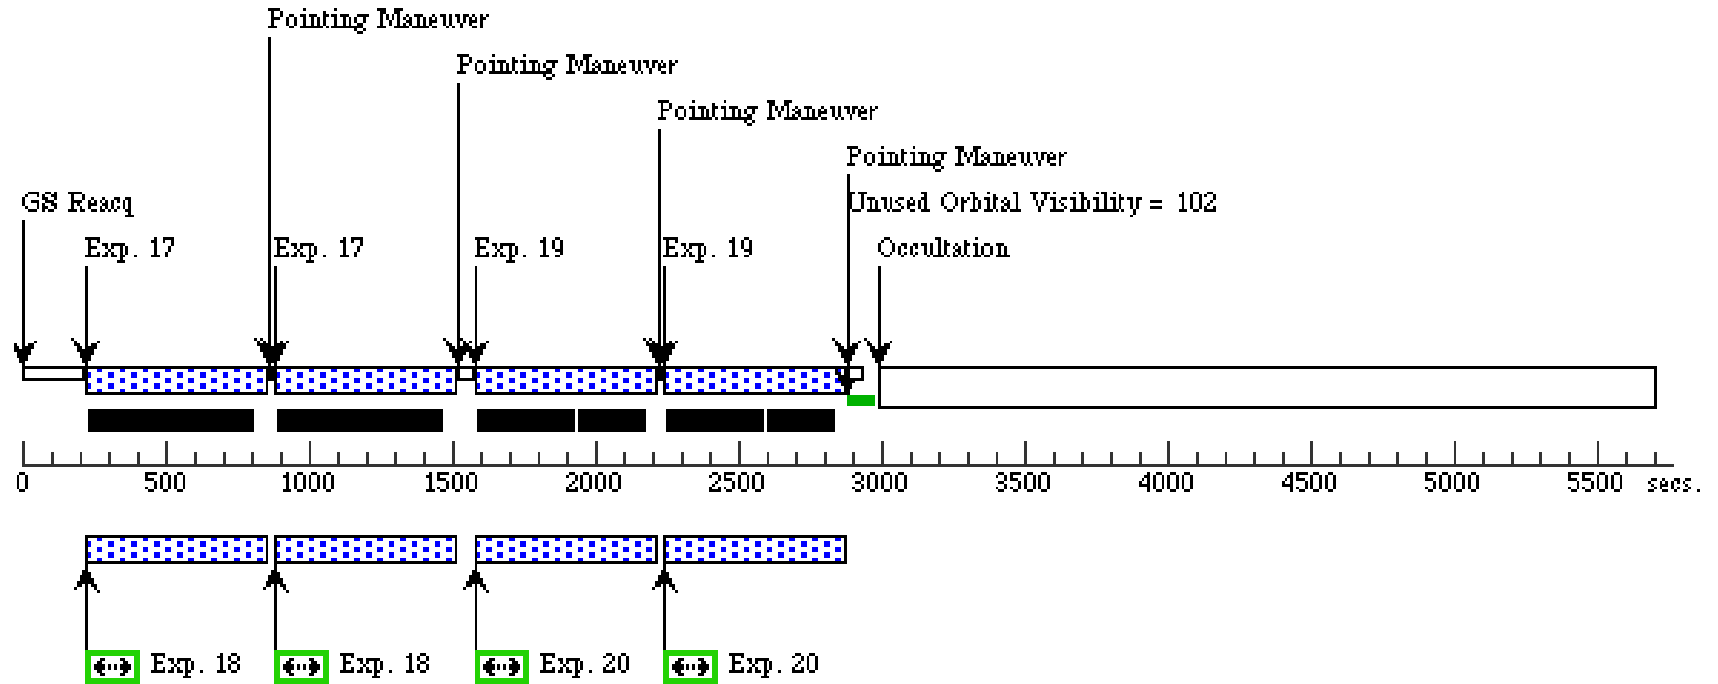 Pointing Maneuver
Pointing Maneuver
Pointing Maneuver
Pointing Maneuver
GS Reacq
Unused Orbital Visibility = 102
Exp. 17
Exp. 17
Exp. 19
Exp. 19
Occultation
0 500 1000 1500 2000 2500 3000 3500 4000 4500 5000 5500 secs.
Exp. 18
Exp. 18
Exp. 20
Exp. 20